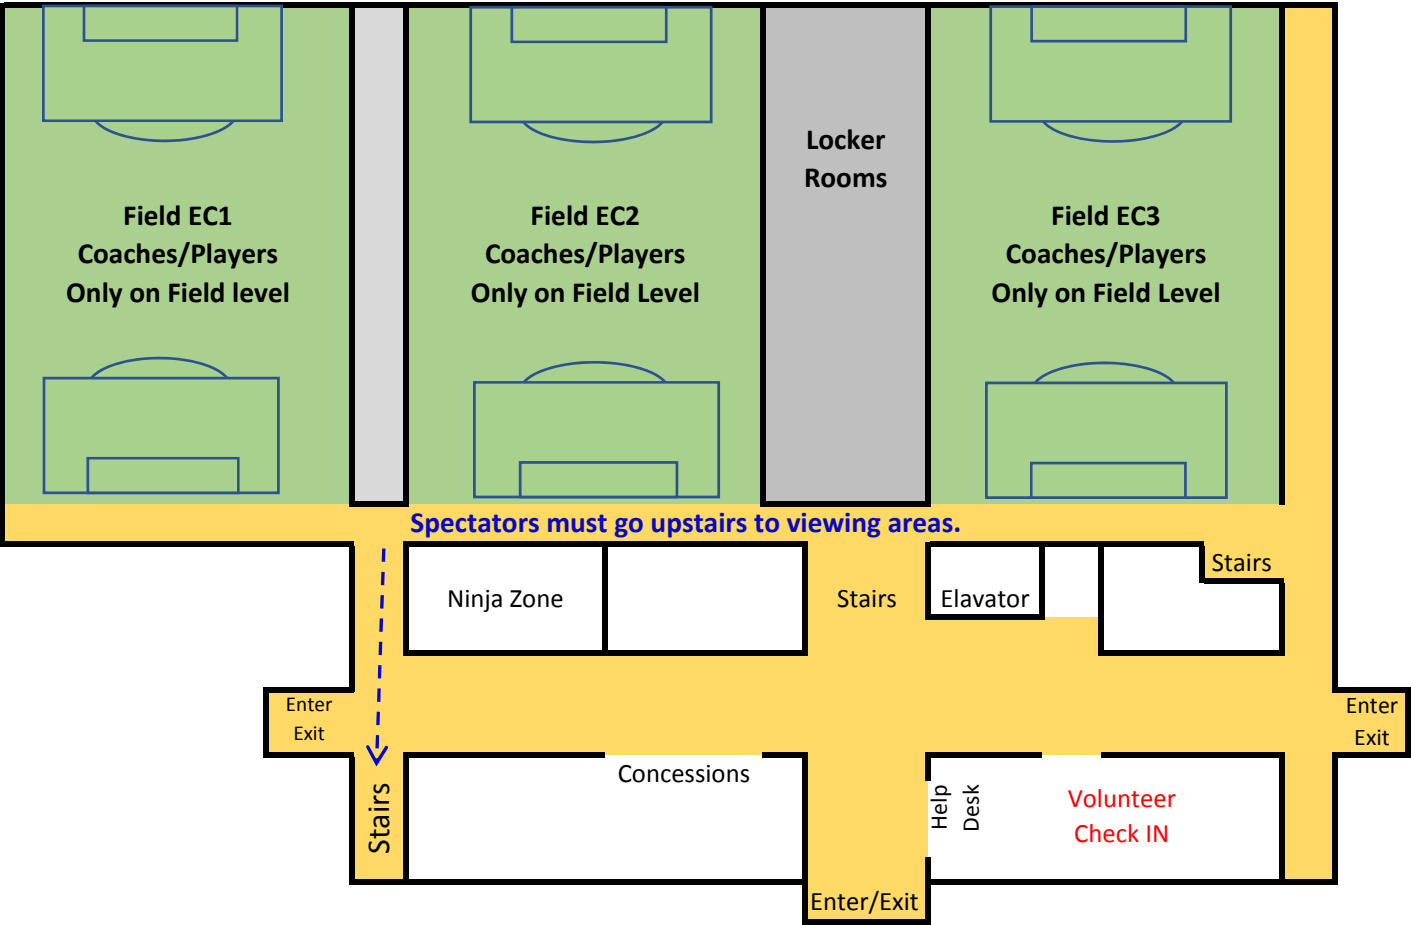 Locker
Rooms
Field EC1
Coaches/Players
Only on Field level
Field EC2
Coaches/Players
Only on Field Level
Field EC3
Coaches/Players
Only on Field Level
Spectators must go upstairs to viewing areas.
Stairs
Ninja Zone
Stairs
Elavator
Enter
Exit
Enter
Exit
Concessions
Stairs
Help
Desk
Volunteer
Check IN
Enter/Exit